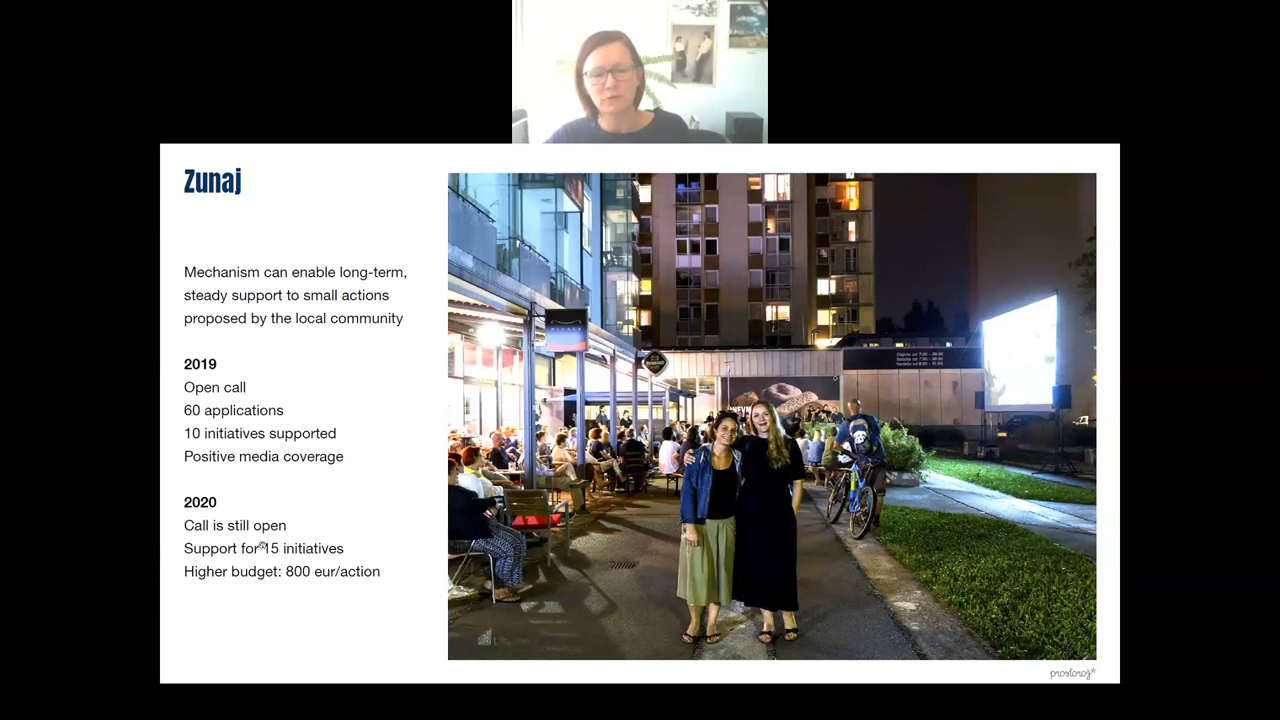 Zunaj
Mechanism can enable long-term,
steady support to small actions
proposed by the local community
2019
Open call
60 applications
10 initiatives supported
Positive media coverage
2020
Call is still open
Support for 15 initiatives
Higher budget: 800 eur/action
prostorož*